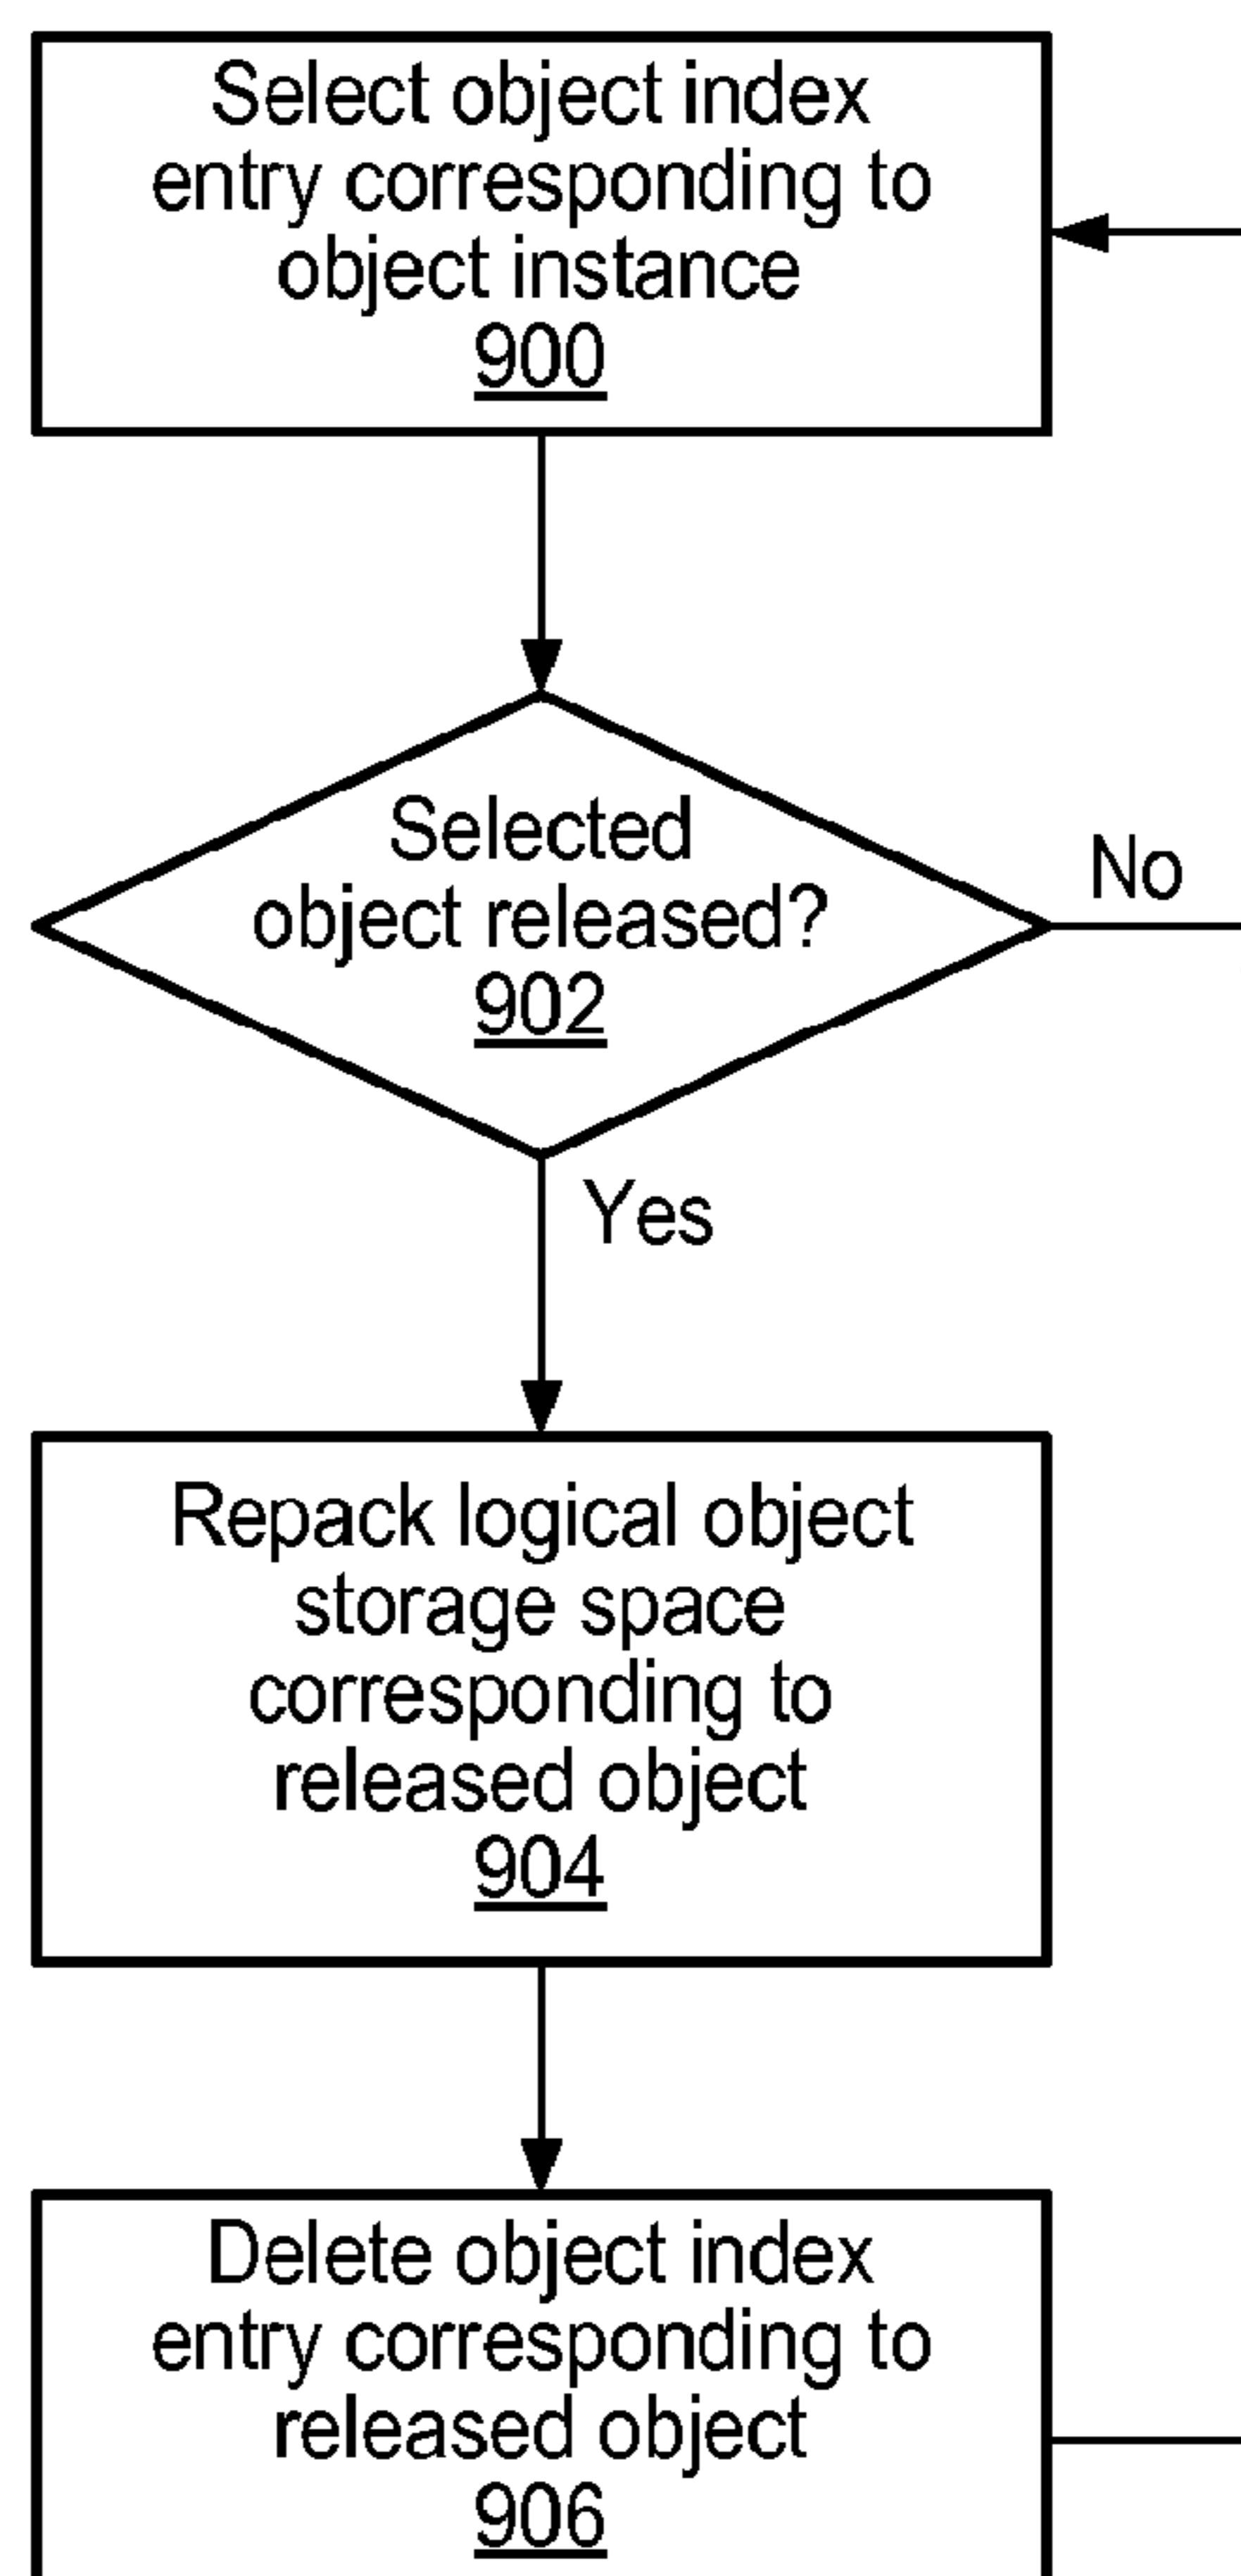 Select object index
entry corresponding to
object instance
900
Selected
object released?
902
No
Yes
Repack logical object
storage space
corresponding to
released object
904
Delete object index
entry corresponding to
released object
906